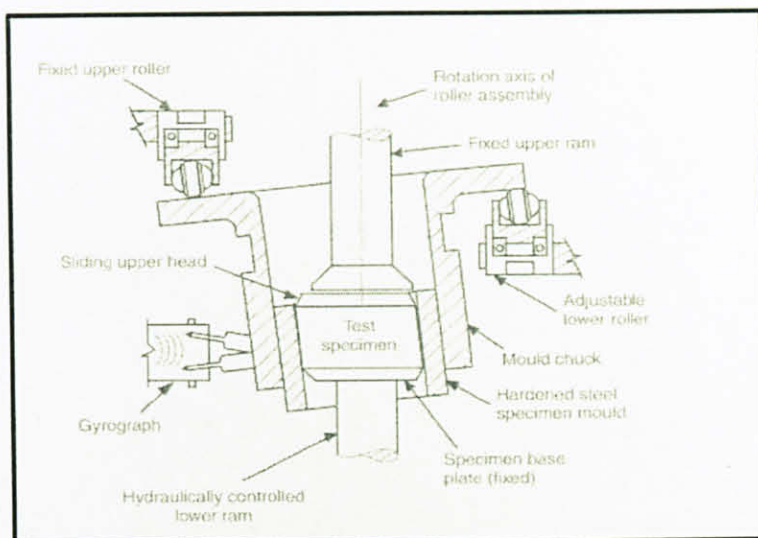 Fixed upper roller
Rotation axis of
roller assembly
Fixed upper ram
Sliding upper head
Test
specimen
Adjustable
lower roller
Mould chuck
Gyrograph
Hardened steel
specimen mould
Specimen base
plate (fixed)
Hydraulically controlled
lower ram